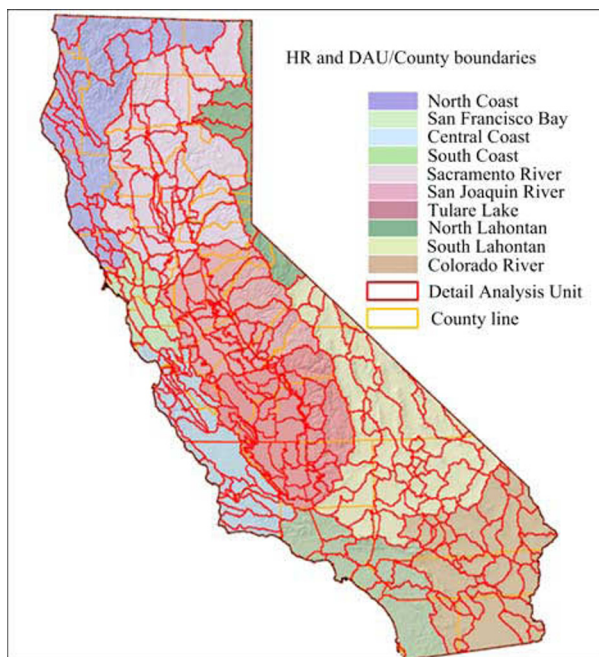 HR and DAU/County boundaries
North Coast
San Francisco Bay
Central Coast
South Coast
Sacramento River
San Joaquin River
Tulare Lake
North Lahontan
South Lahontan
Colorado River
Detail Analysis Unit
County line